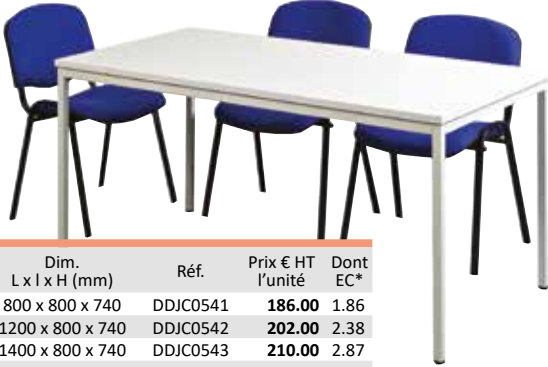 Dim. Réf. Prix € HT Dont
L x l x H (mm) l’unité EC*
800 x 800 x 740 DDJC0541 186.00 1.86
1200 x 800 x 740 DDJC0542 202.00 2.38
1400 x 800 x 740 DDJC0543 210.00 2.87